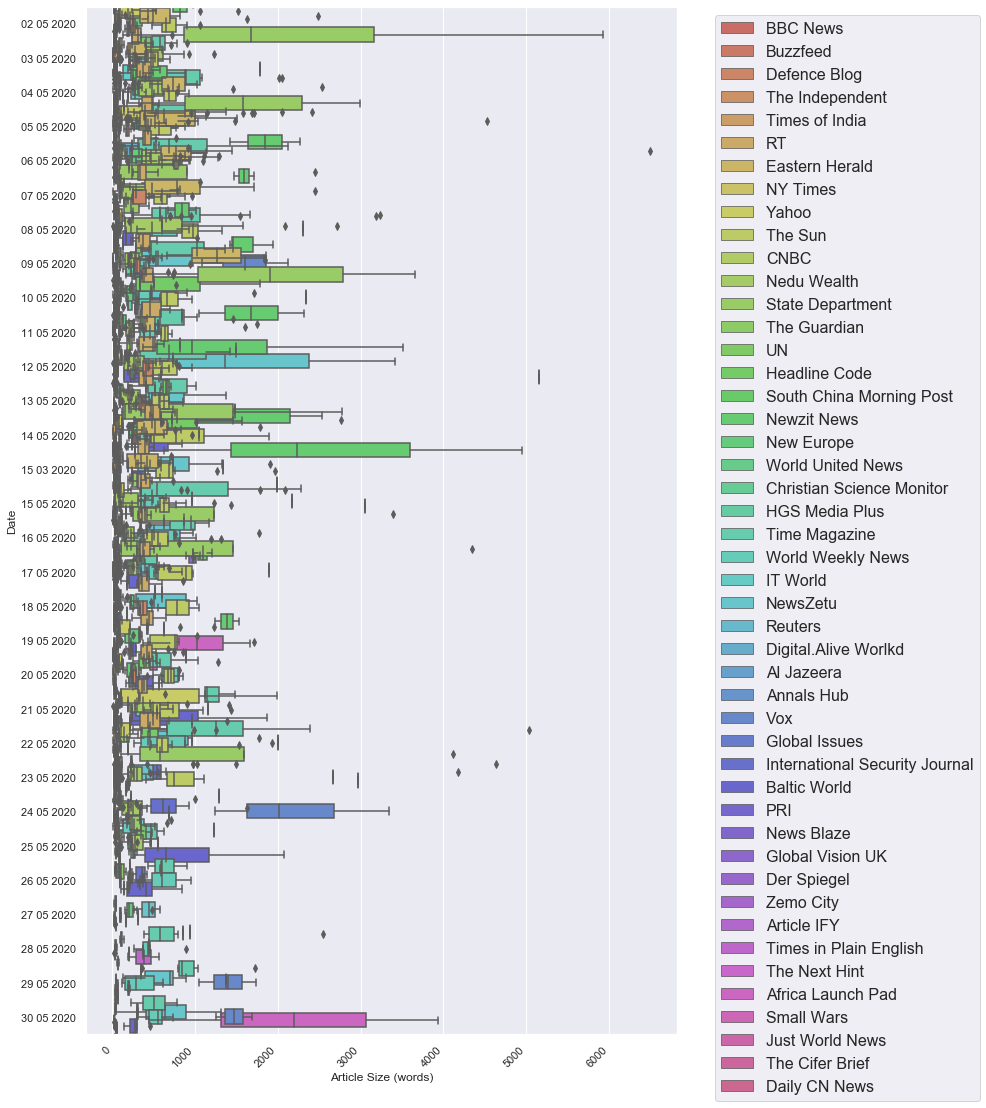 02 05 2020
03 05 2020
04 05 2020
05 05 2020
06 05 2020
07 05 2020
08 05 2020
09 05 2020
10 05 2020
11 05 2020
12 05 2020
13 05 2020
14 05 2020
15 03 2020
15 05 2020
16 05 2020
17 05 2020
18 05 2020
19 05 2020
20 05 2020
21 05 2020
22 05 2020
23 05 2020
24 05 2020
25 05 2020
26 05 2020
27 05 2020
28 05 2020
29 05 2020
30 05 2020
Date
0
1000
2000
3000
4000
5000
6000
Article Size (words)
BBC News
Buzzfeed
Defence Blog
The Independent
Times of India
RT
Eastern Herald
NY Times
Yahoo
The Sun
CNBC
Nedu Wealth
State Department
The Guardian
UN
Headline Code
South China Morning Post
Newzit News
New Europe
World United News
Christian Science Monitor
HGS Media Plus
Time Magazine
World Weekly News
IT World
NewsZetu
Reuters
Digital.Alive Worlkd
Al Jazeera
Annals Hub
Vox
Global Issues
International Security Journal
Baltic World
PRI
News Blaze
Global Vision UK
Der Spiegel
Zemo City
Article IFY
Times in Plain English
The Next Hint
Africa Launch Pad
Small Wars
Just World News
The Cifer Brief
Daily CN News